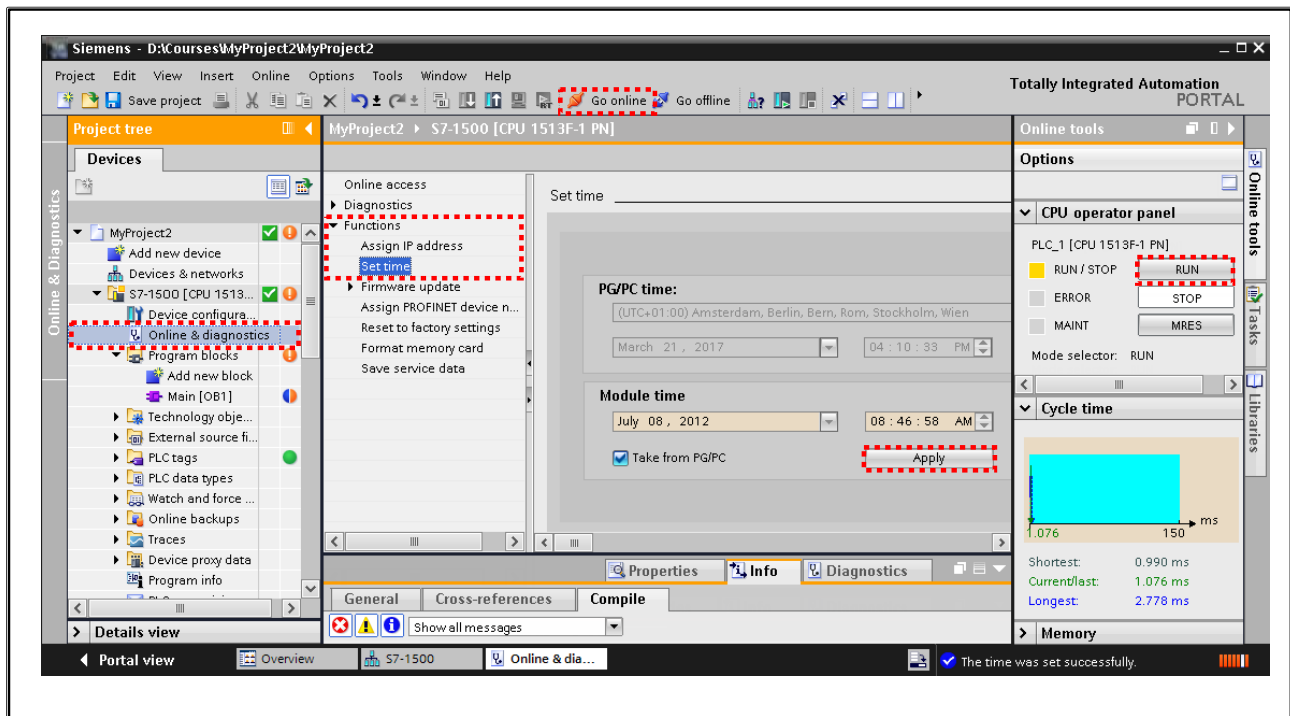 Siemens - D:\Courses\MyProject2\MyProject2
Project Edit View Insert Online Options Tools Window Help
Totally Integrated Automation
PORTAL
Save project Go online Go offline
Project tree
Devices
MyProject2
Add new device
Devices & networks
S7-1500 [CPU 1513...
Device configura...
Online & diagnostics
Program blocks
Add new block
Main [OB1]
Technology obje...
External source fi...
PLC tags
PLC data types
Watch and force ...
Online backups
Traces
Device proxy data
Program info
Details view
Online & Diagnostics
MyProject2 S7-1500 [CPU 1513F-1 PN]
Online access
Diagnostics
Functions
Assign IP address
Set time
Firmware update
Assign PROFINET device n...
Reset to factory settings
Format memory card
Save service data
Set time
PG/PC time:
(UTC+01:00) Amsterdam, Berlin, Bern, Rom, Stockholm, Wien
March 21 , 2017 04 : 10 : 33 PM
Module time
July 08 , 2012 08 : 46 : 58 AM
Take from PG/PC Apply
Properties Info Diagnostics
General Cross-references Compile
Show all messages
Online tools
Options
CPU operator panel
PLC_1 [CPU 1513F-1 PN]
RUN / STOP RUN
ERROR STOP
MAINT MRES
Mode selector: RUN
Cycle time
ms
1.076 150
Shortest: 0.990 ms
Current/last: 1.076 ms
Longest: 2.778 ms
Memory
Online tools
Tasks
Libraries
Portal view Overview S7-1500 Online & dia... The time was set successfully.